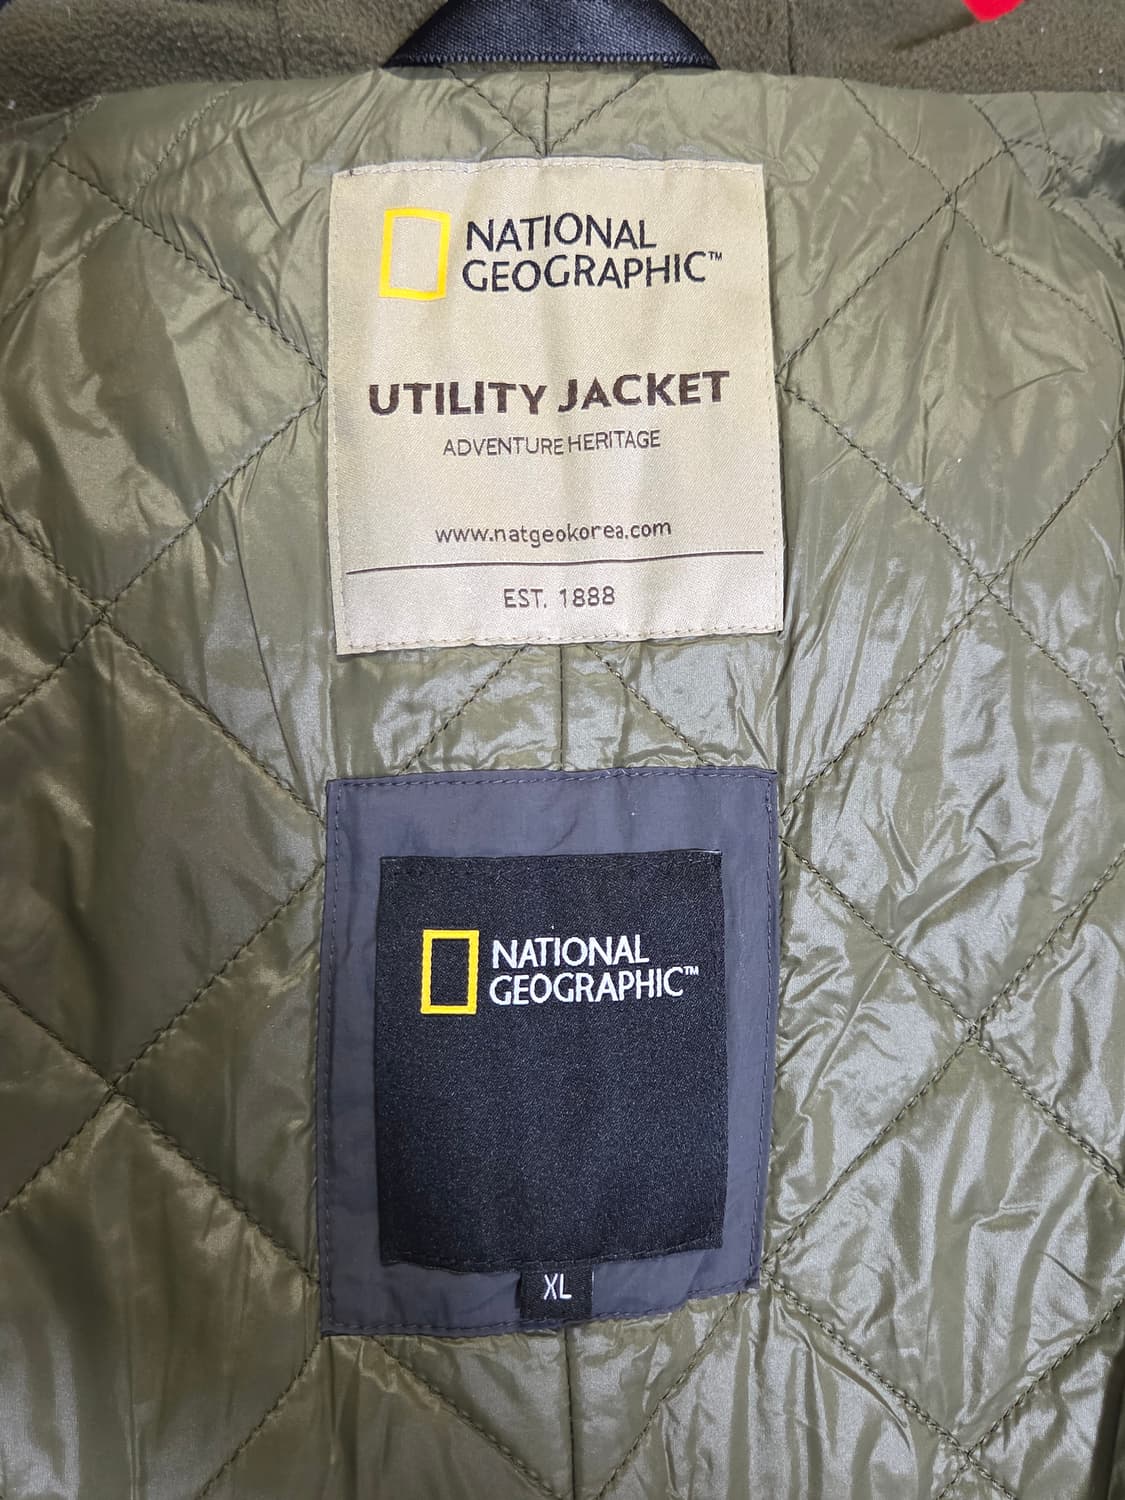 NATIONAL
GEOGRAPHIC™
UTILITY JACKET
ADVENTURE HERITAGE
www.natgeokorea.com
EST. 1888
NATIONAL
GEOGRAPHIC™
XL